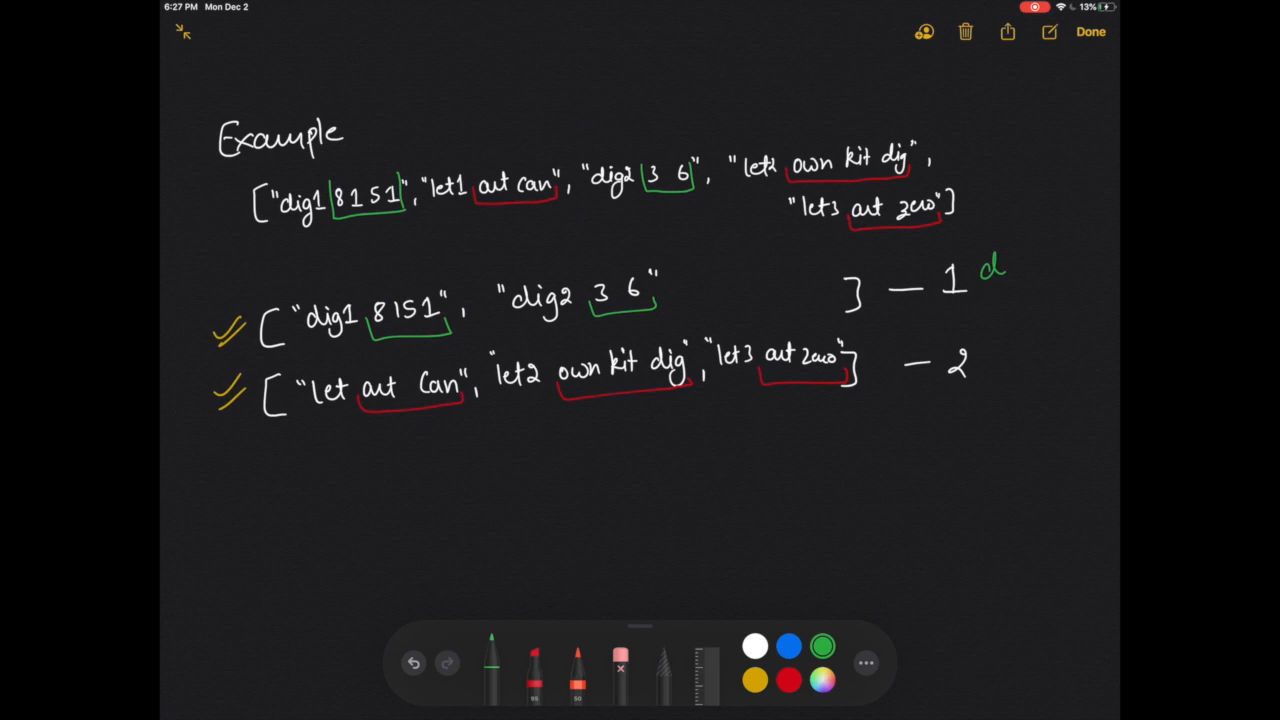 6:27 PM Mon Dec 2
13%
Done
Example
["dig1 8 1 5 1", "let1 art can", "dig2 3 6", "let2 own kit dig",
"let3 art zero"]
["dig1 8 1 5 1", "dig2 3 6" ] — 1 d
["let art can", "let2 own kit dig", "let3 art zero"] — 2
95
50